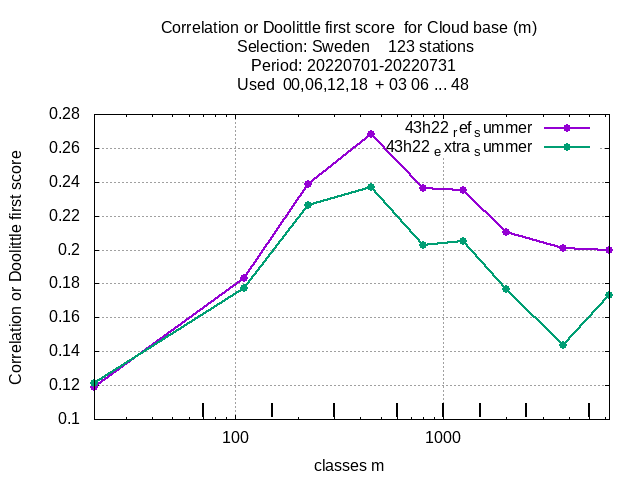 Correlation or Doolittle first score  for Cloud base (m)
Selection: Sweden    123 stations
Period: 20220701-20220731
Used  00,06,12,18  + 03 06 ... 48
43h22 ref summer
43h22 extra summer
Correlation or Doolittle first score
0.28
0.26
0.24
0.22
0.2
0.18
0.16
0.14
0.12
0.1
100 1000
classes m